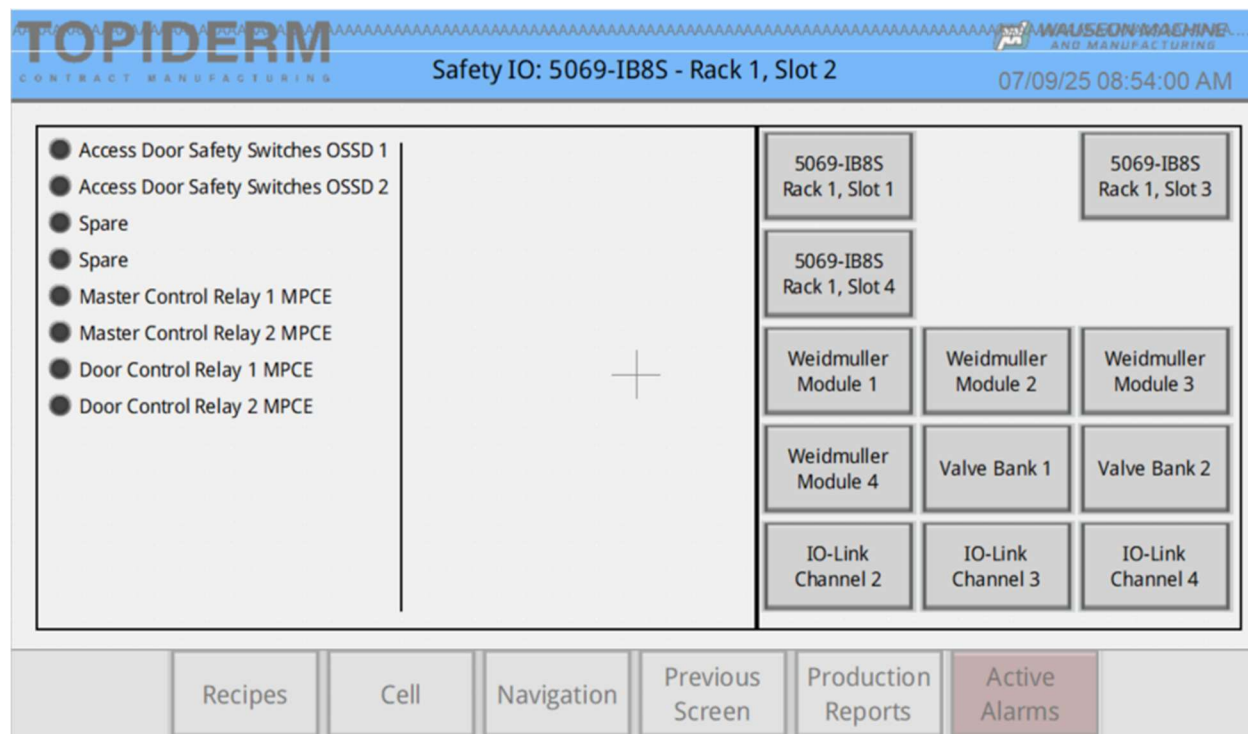 TOPIDERM
CONTRACT MANUFACTURING
WAUSEON MACHINE
AND MANUFACTURING
Safety IO: 5069-IB8S - Rack 1, Slot 2
07/09/25 08:54:00 AM
Access Door Safety Switches OSSD 1
Access Door Safety Switches OSSD 2
Spare
Spare
Master Control Relay 1 MPCE
Master Control Relay 2 MPCE
Door Control Relay 1 MPCE
Door Control Relay 2 MPCE
5069-IB8S
Rack 1, Slot 1
5069-IB8S
Rack 1, Slot 3
5069-IB8S
Rack 1, Slot 4
Weidmuller
Module 1
Weidmuller
Module 2
Weidmuller
Module 3
Weidmuller
Module 4
Valve Bank 1
Valve Bank 2
IO-Link
Channel 2
IO-Link
Channel 3
IO-Link
Channel 4
Recipes
Cell
Navigation
Previous
Screen
Production
Reports
Active
Alarms